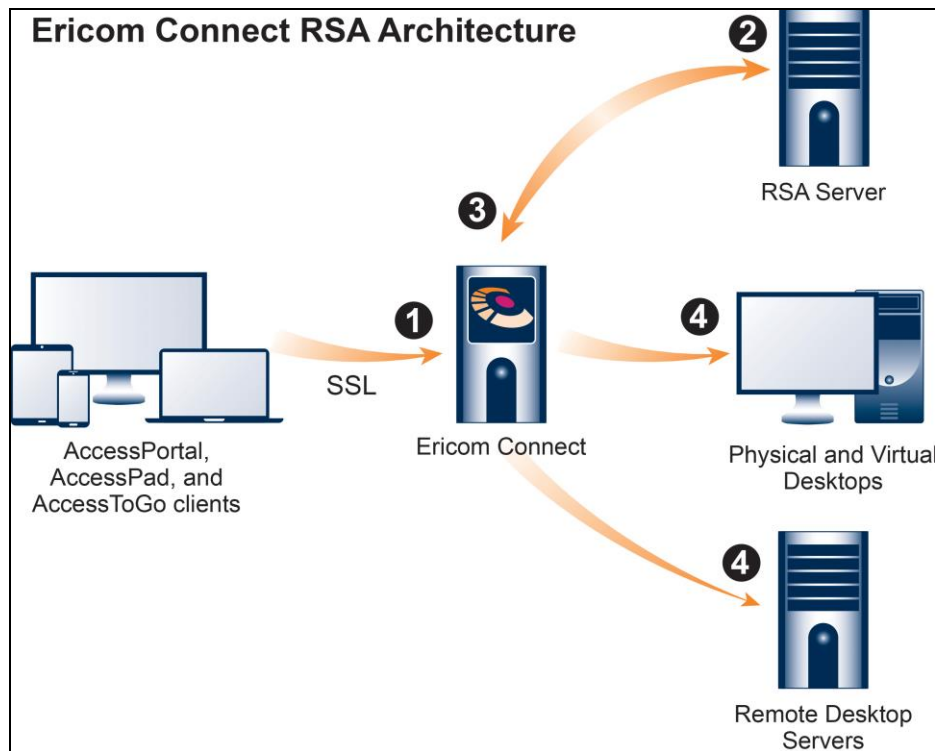 Ericom Connect RSA Architecture
2
RSA Server
3
1
SSL
4
AccessPortal,
AccessPad, and
AccessToGo clients
Ericom Connect
Physical and Virtual
Desktops
4
Remote Desktop
Servers